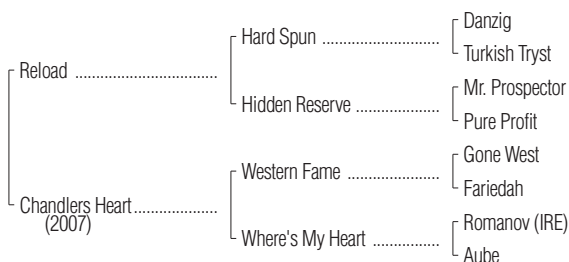 Danzig
Hard Spun ..............................
Turkish Tryst
Reload ....................................
Mr. Prospector
Hidden Reserve .....................
Pure Profit
Gone West
Western Fame .......................
Fariedah
Chandlers Heart.....................
(2007)
Romanov (IRE)
Where's My Heart .................
Aube